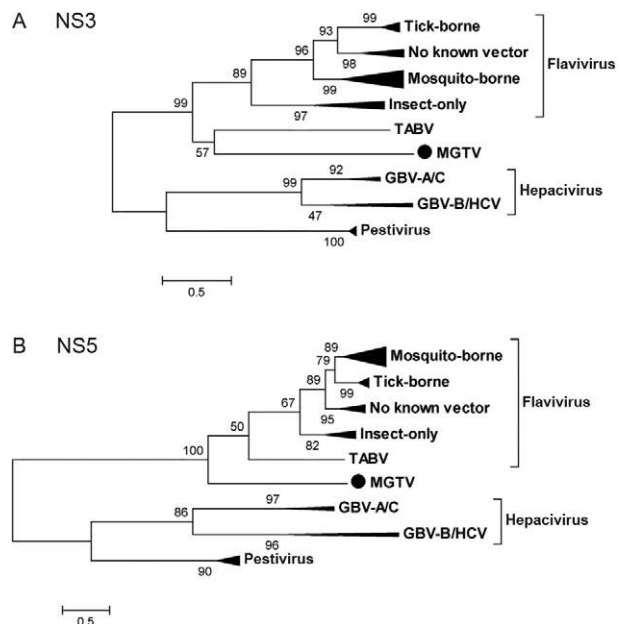 A NS3
99
Tick-borne
93
No known vector
98
96
Mosquito-borne
99
89
Insect-only
97
Flavivirus
99
TABV
57
MGTV
92
GBV-A/C
99
GBV-B/HCV
47
Hepacivirus
Pestivirus
100
0.5
B NS5
89
Mosquito-borne
79
Tick-borne
99
89
No known vector
95
67
Insect-only
82
50
TABV
Flavivirus
100
MGTV
97
GBV-A/C
86
GBV-B/HCV
96
Hepacivirus
Pestivirus
90
0.5